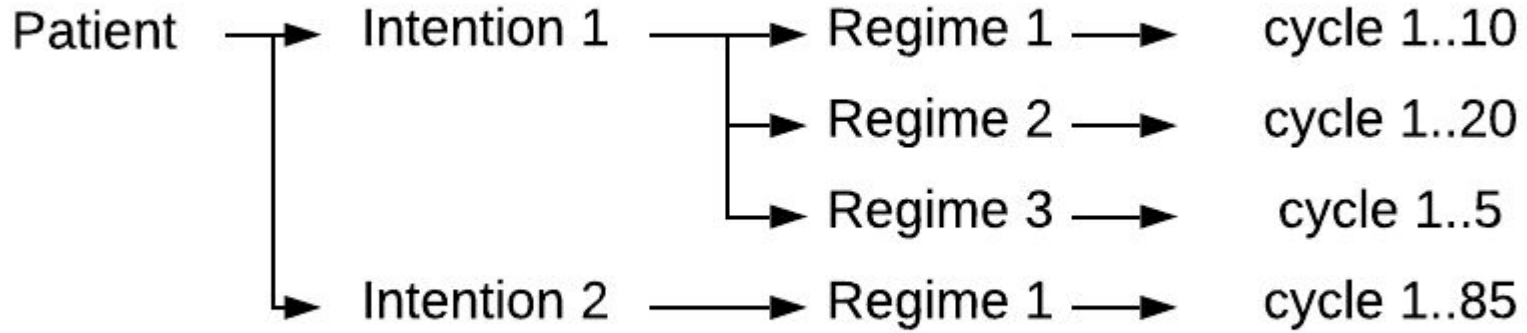 Patient Intention 1 Regime 1 cycle 1..10
Regime 2 cycle 1..20
Regime 3 cycle 1..5
Intention 2 Regime 1 cycle 1..85